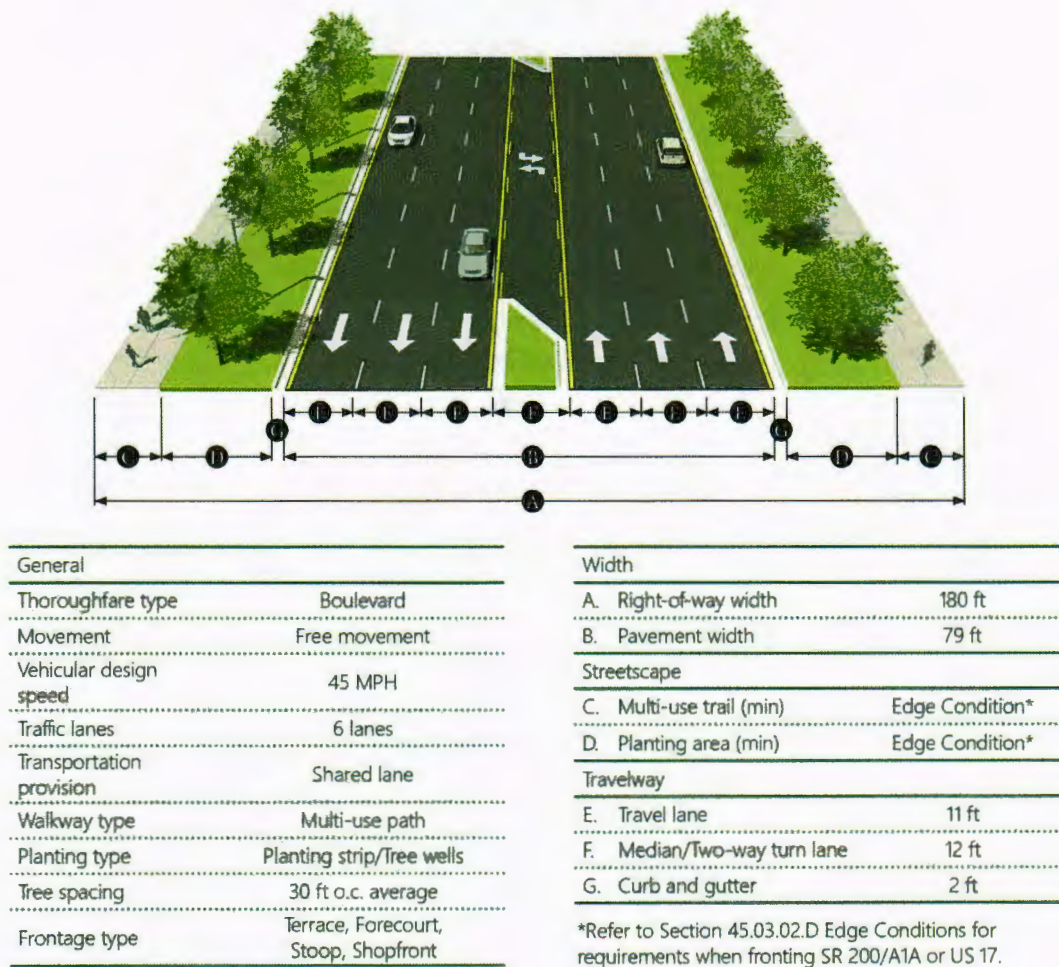 G G
C D B D C
A
General
Thoroughfare type Boulevard
Movement Free movement
Vehicular design
speed 45 MPH
Traffic lanes 6 lanes
Transportation
provision Shared lane
Walkway type Multi-use path
Planting type Planting strip/Tree wells
Tree spacing 30 ft o.c. average
Frontage type Terrace, Forecourt,
Stoop, Shopfront
Width
A. Right-of-way width 180 ft
B. Pavement width 79 ft
Streetscape
C. Multi-use trail (min) Edge Condition*
D. Planting area (min) Edge Condition*
Travelway
E. Travel lane 11 ft
F. Median/Two-way turn lane 12 ft
G. Curb and gutter 2 ft
*Refer to Section 45.03.02.D Edge Conditions for
requirements when fronting SR 200/A1A or US 17.